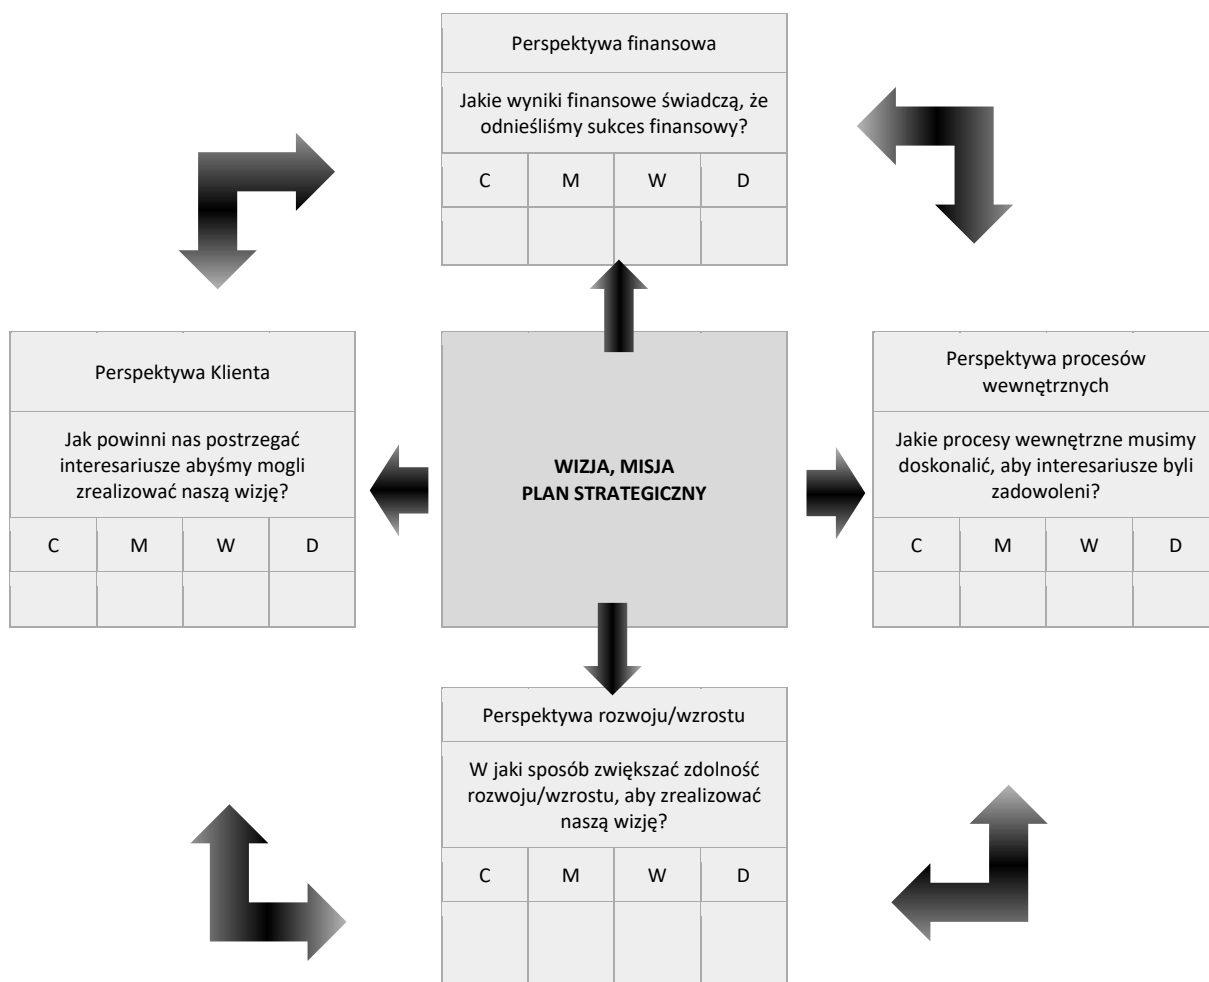 Perspektywa finansowa
Jakie wyniki finansowe świadczą, że
odnieśliśmy sukces finansowy?
C M W D
Perspektywa Klienta
Jak powinni nas postrzegać
interesariusze abyśmy mogli
zrealizować naszą wizję?
C M W D
WIZJA, MISJA
PLAN STRATEGICZNY
Perspektywa procesów
wewnętrznych
Jakie procesy wewnętrzne musimy
doskonalić, aby interesariusze byli
zadowoleni?
C M W D
Perspektywa rozwoju/wzrostu
W jaki sposób zwiększać zdolność
rozwoju/wzrostu, aby zrealizować
naszą wizję?
C M W D